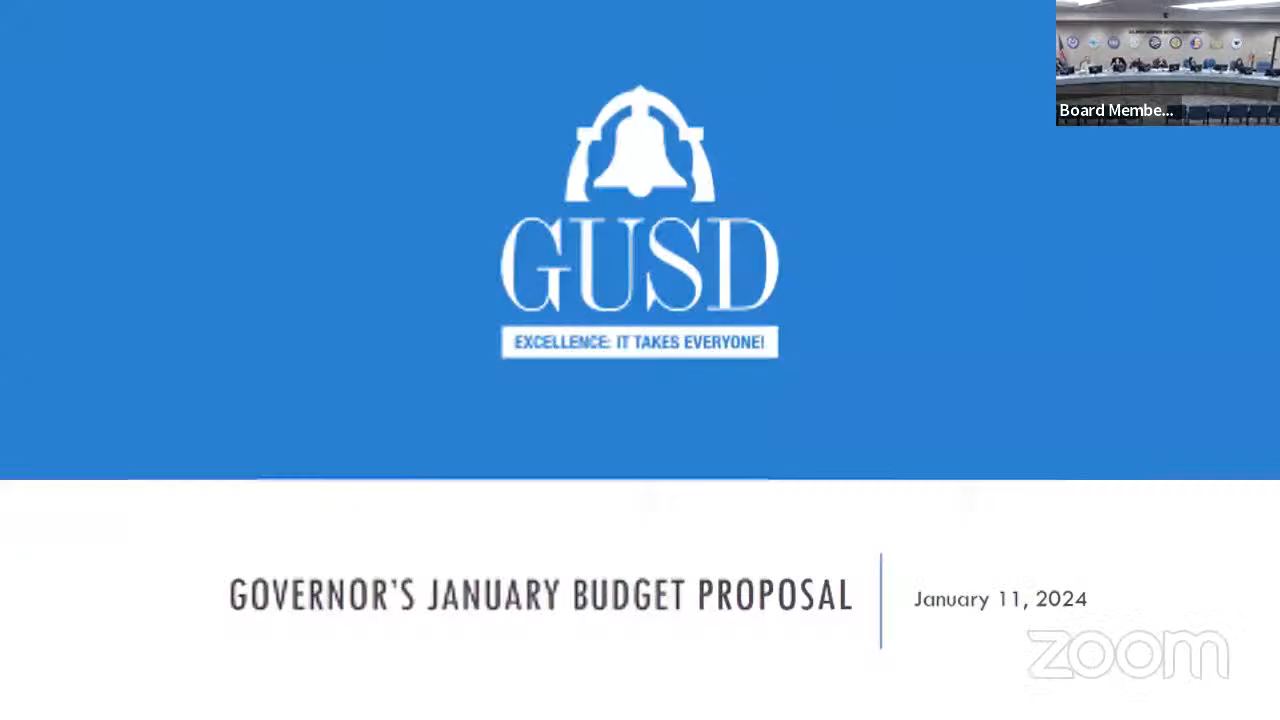 Board Membe...
GUSD
EXCELLENCE: IT TAKES EVERYONE!
GOVERNOR'S JANUARY BUDGET PROPOSAL
January 11, 2024
zoom